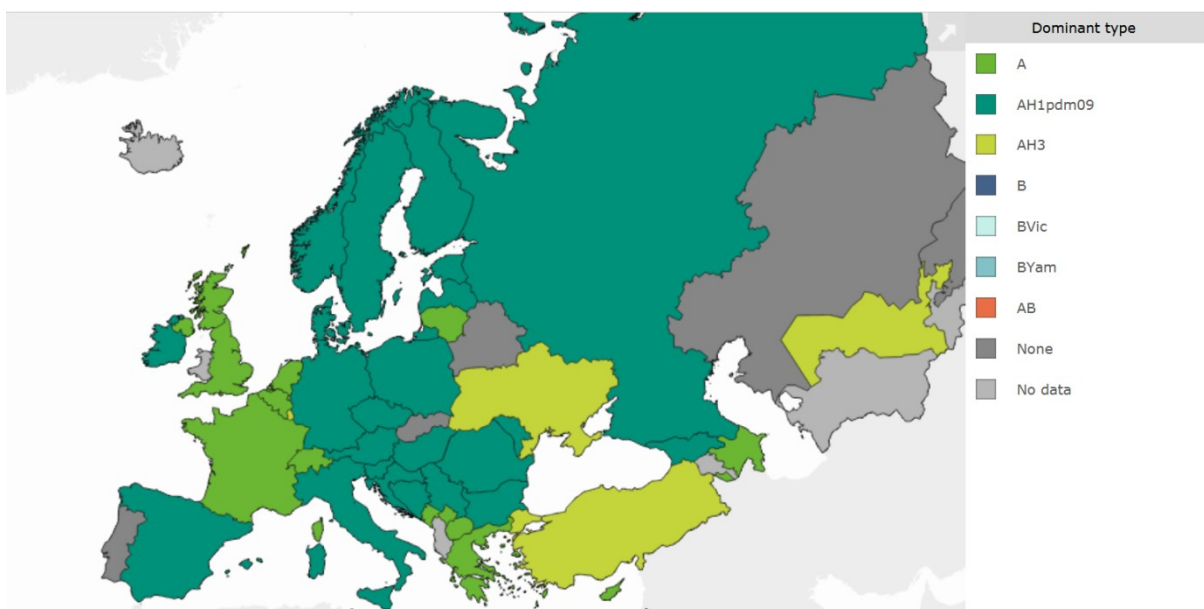 Dominant type
A
AH1pdm09
AH3
B
BVic
BYam
AB
None
No data